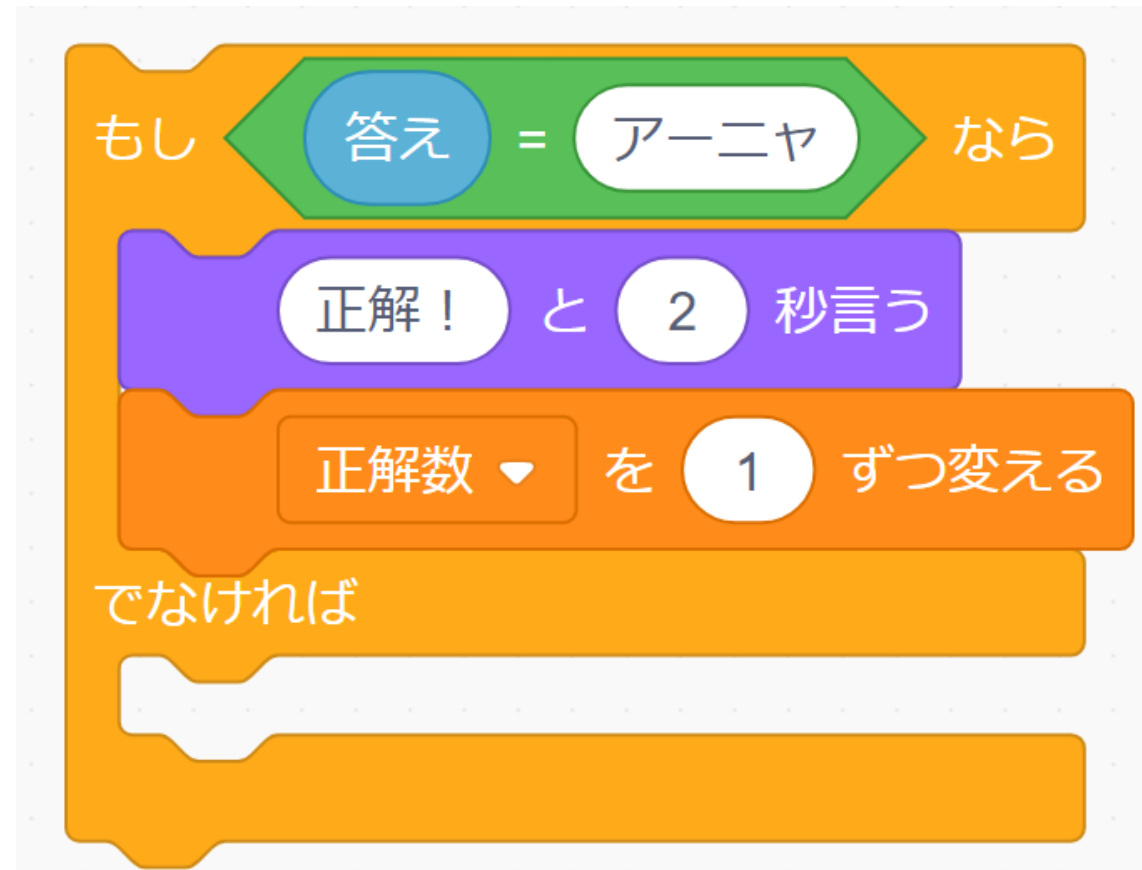 もし 答え = アーニャ なら
正解！ と 2 秒言う
正解数 を 1 ずつ変える
でなければ